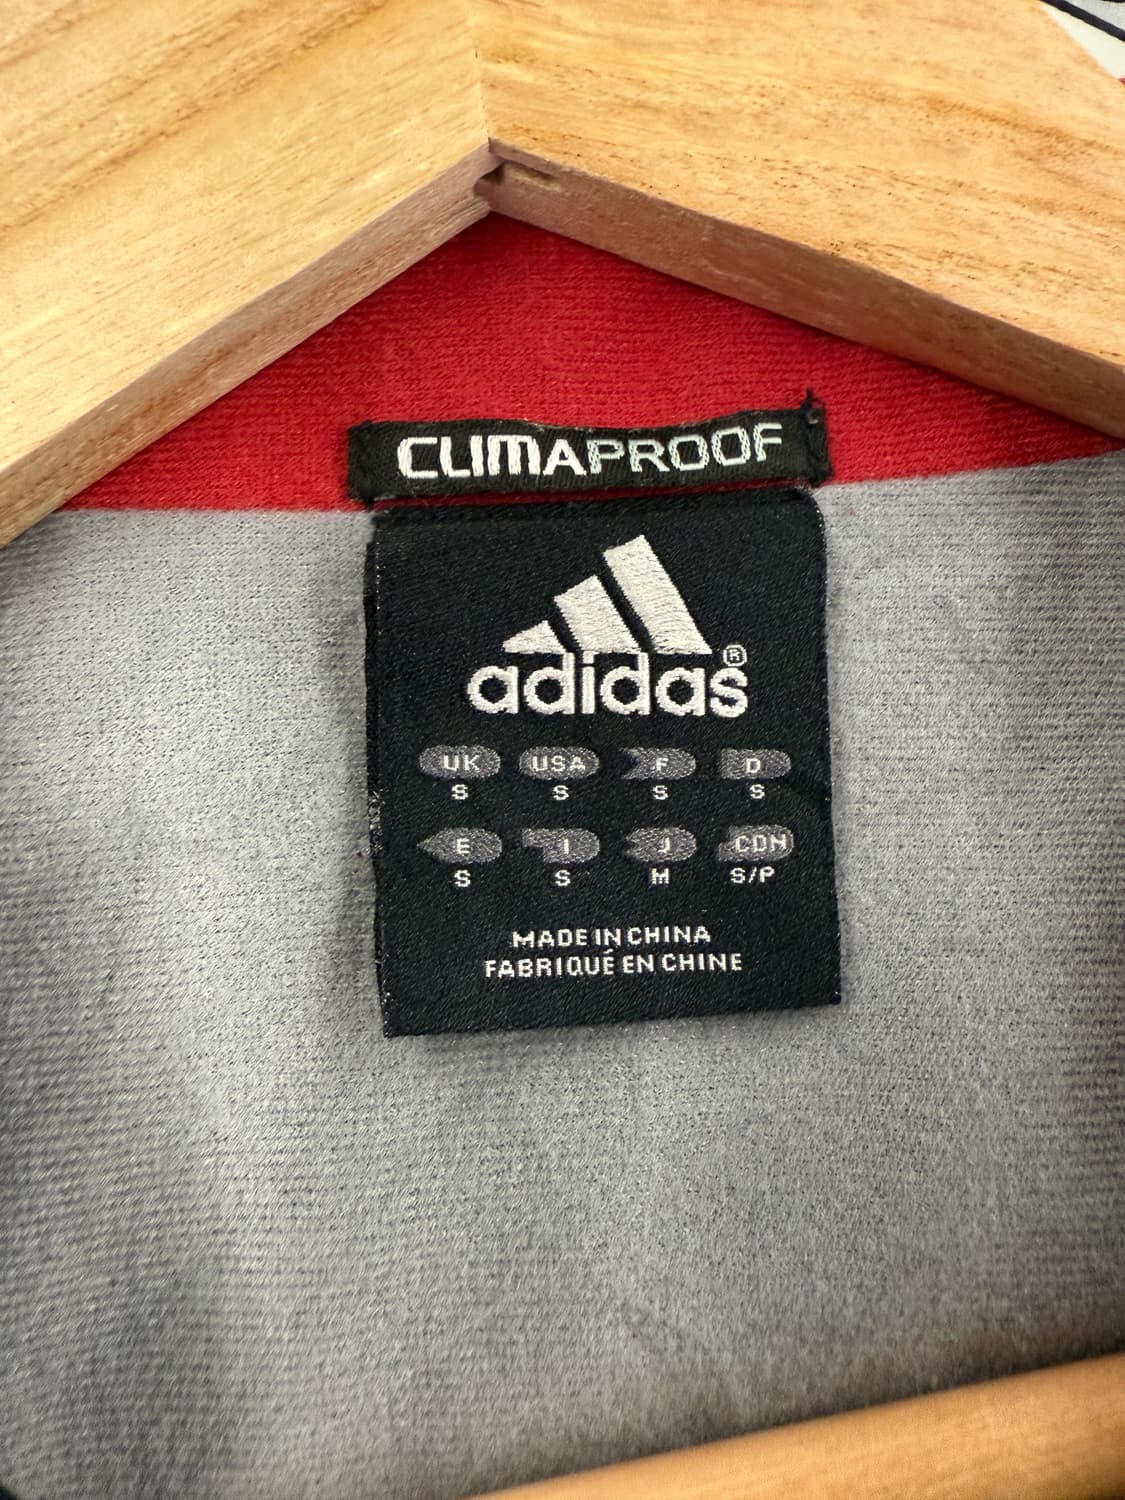 CLIMAPROOF
adidas®
UK USA F D
S S S S
E I J CDN
S S M S/P
MADE IN CHINA
FABRIQUÉ EN CHINE